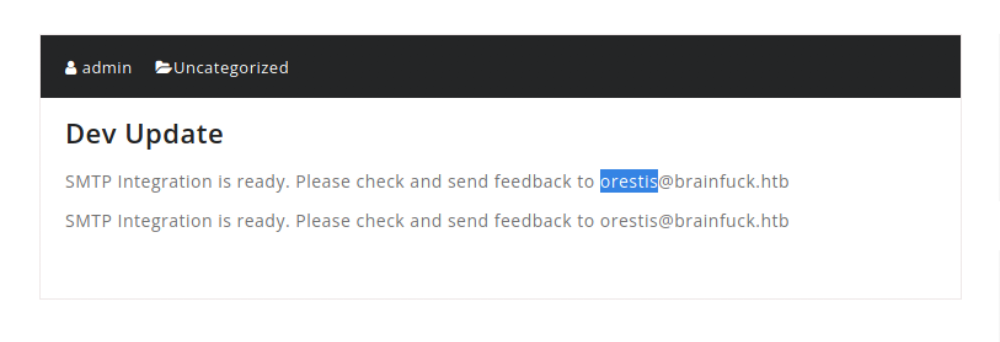 admin Uncategorized
Dev Update
SMTP Integration is ready. Please check and send feedback to orestis@brainfuck.htb
SMTP Integration is ready. Please check and send feedback to orestis@brainfuck.htb